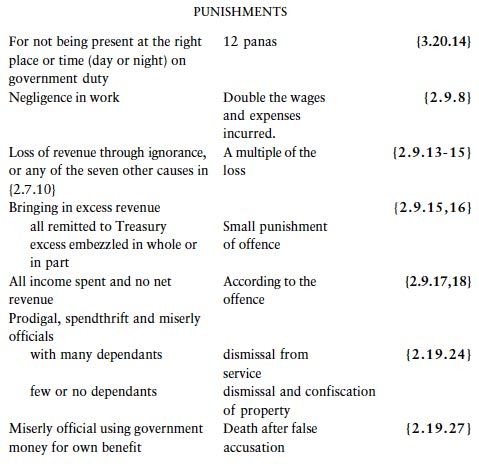 PUNISHMENTS
For not being present at the right 12 panas {3.20.14}
place or time (day or night) on
government duty
Negligence in work Double the wages {2.9.8}
and expenses
incurred.
Loss of revenue through ignorance, A multiple of the {2.9.13-15}
or any of the seven other causes in loss
{2.7.10}
Bringing in excess revenue {2.9.15,16}
all remitted to Treasury Small punishment
excess embezzled in whole or of offence
in part
All income spent and no net According to the {2.9.17,18}
revenue offence
Prodigal, spendthrift and miserly
officials
with many dependants dismissal from {2.19.24}
service
few or no dependants dismissal and confiscation
of property
Miserly official using government Death after false {2.19.27}
money for own benefit accusation